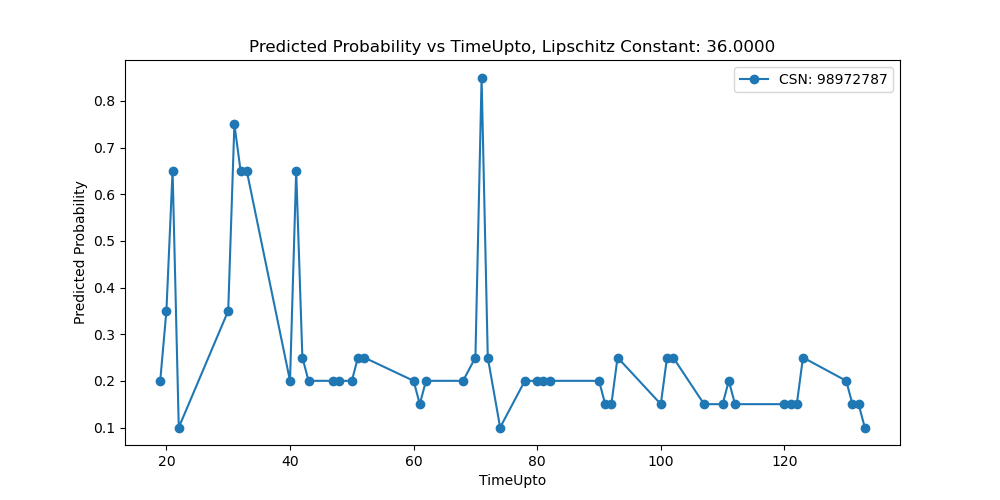 Predicted Probability vs TimeUpto, Lipschitz Constant: 36.0000
CSN: 98972787
Predicted Probability
0.8
0.7
0.6
0.5
0.4
0.3
0.2
0.1
20 40 60 80 100 120
TimeUpto